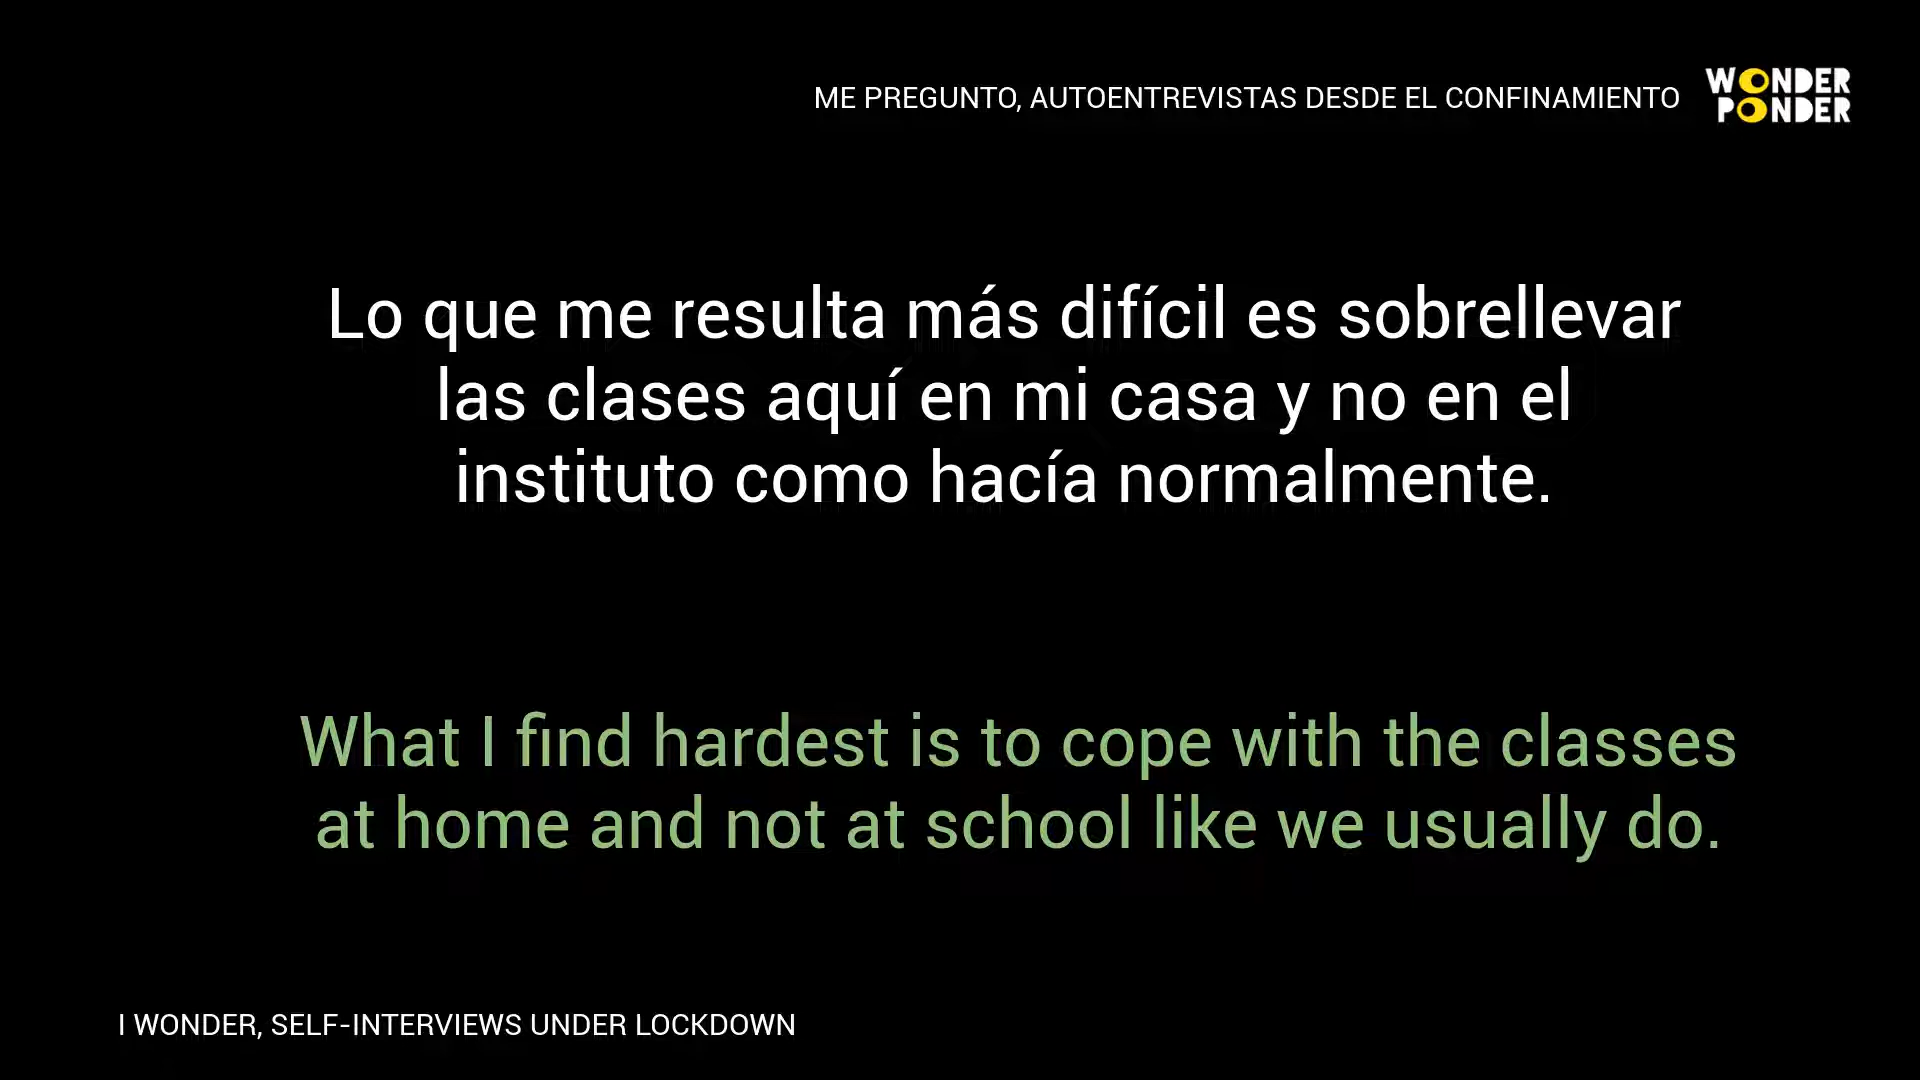 ME PREGUNTO, AUTOENTREVISTAS DESDE EL CONFINAMIENTO
WONDER
PONDER
Lo que me resulta más difícil es sobrellevar
las clases aquí en mi casa y no en el
instituto como hacía normalmente.
What I find hardest is to cope with the classes
at home and not at school like we usually do.
I WONDER, SELF-INTERVIEWS UNDER LOCKDOWN